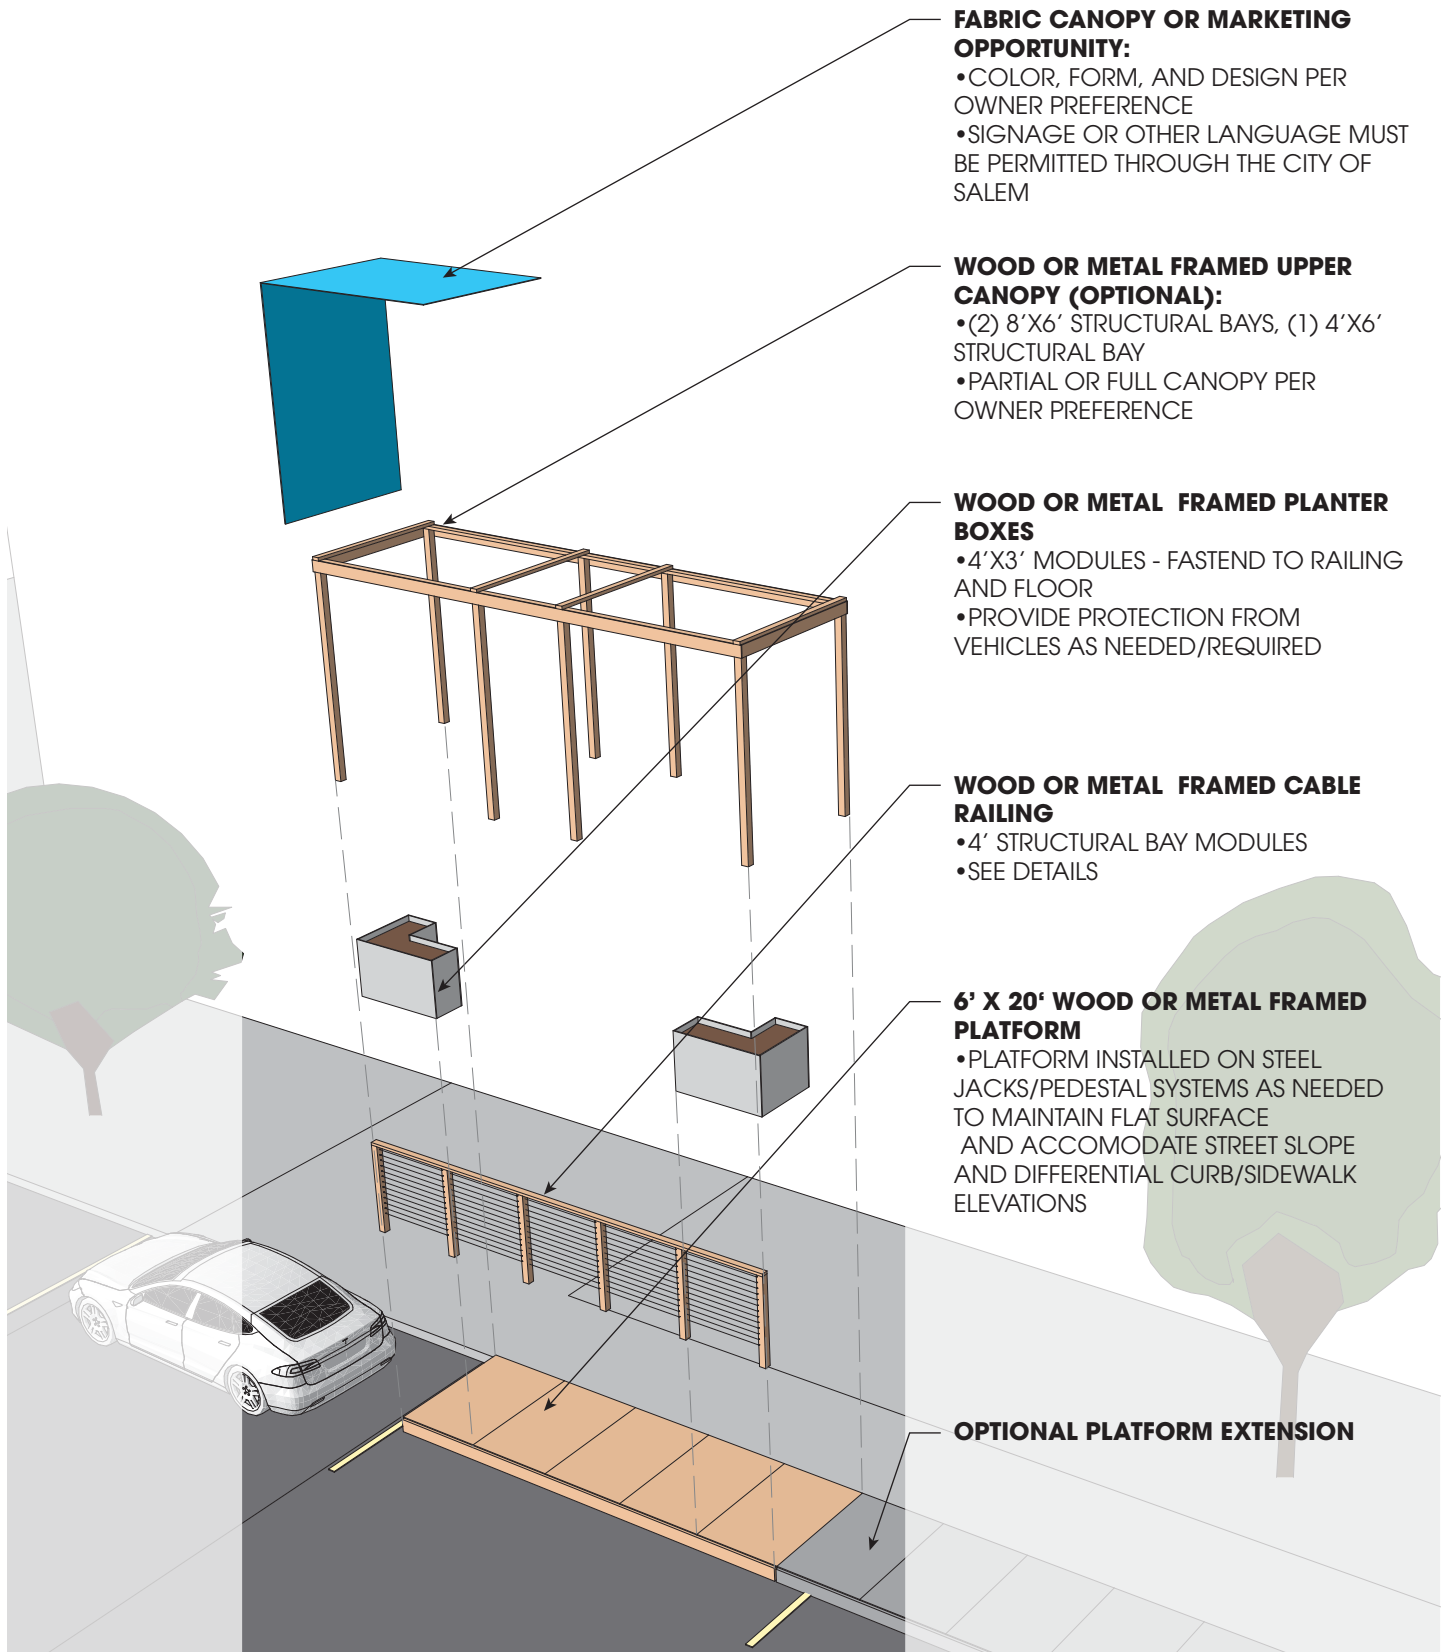 FABRIC CANOPY OR MARKETING
OPPORTUNITY:
•COLOR, FORM, AND DESIGN PER
OWNER PREFERENCE
•SIGNAGE OR OTHER LANGUAGE MUST
BE PERMITTED THROUGH THE CITY OF
SALEM
WOOD OR METAL FRAMED UPPER
CANOPY (OPTIONAL):
•(2) 8’X6‘ STRUCTURAL BAYS, (1) 4’X6‘
STRUCTURAL BAY
•PARTIAL OR FULL CANOPY PER
OWNER PREFERENCE
WOOD OR METAL  FRAMED PLANTER
BOXES
•4’X3’ MODULES - FASTEND TO RAILING
AND FLOOR
•PROVIDE PROTECTION FROM
VEHICLES AS NEEDED/REQUIRED
WOOD OR METAL  FRAMED CABLE
RAILING
•4’ STRUCTURAL BAY MODULES
•SEE DETAILS
6’ X 20‘ WOOD OR METAL FRAMED
PLATFORM
•PLATFORM INSTALLED ON STEEL
JACKS/PEDESTAL SYSTEMS AS NEEDED
TO MAINTAIN FLAT SURFACE
AND ACCOMODATE STREET SLOPE
AND DIFFERENTIAL CURB/SIDEWALK
ELEVATIONS
OPTIONAL PLATFORM EXTENSION